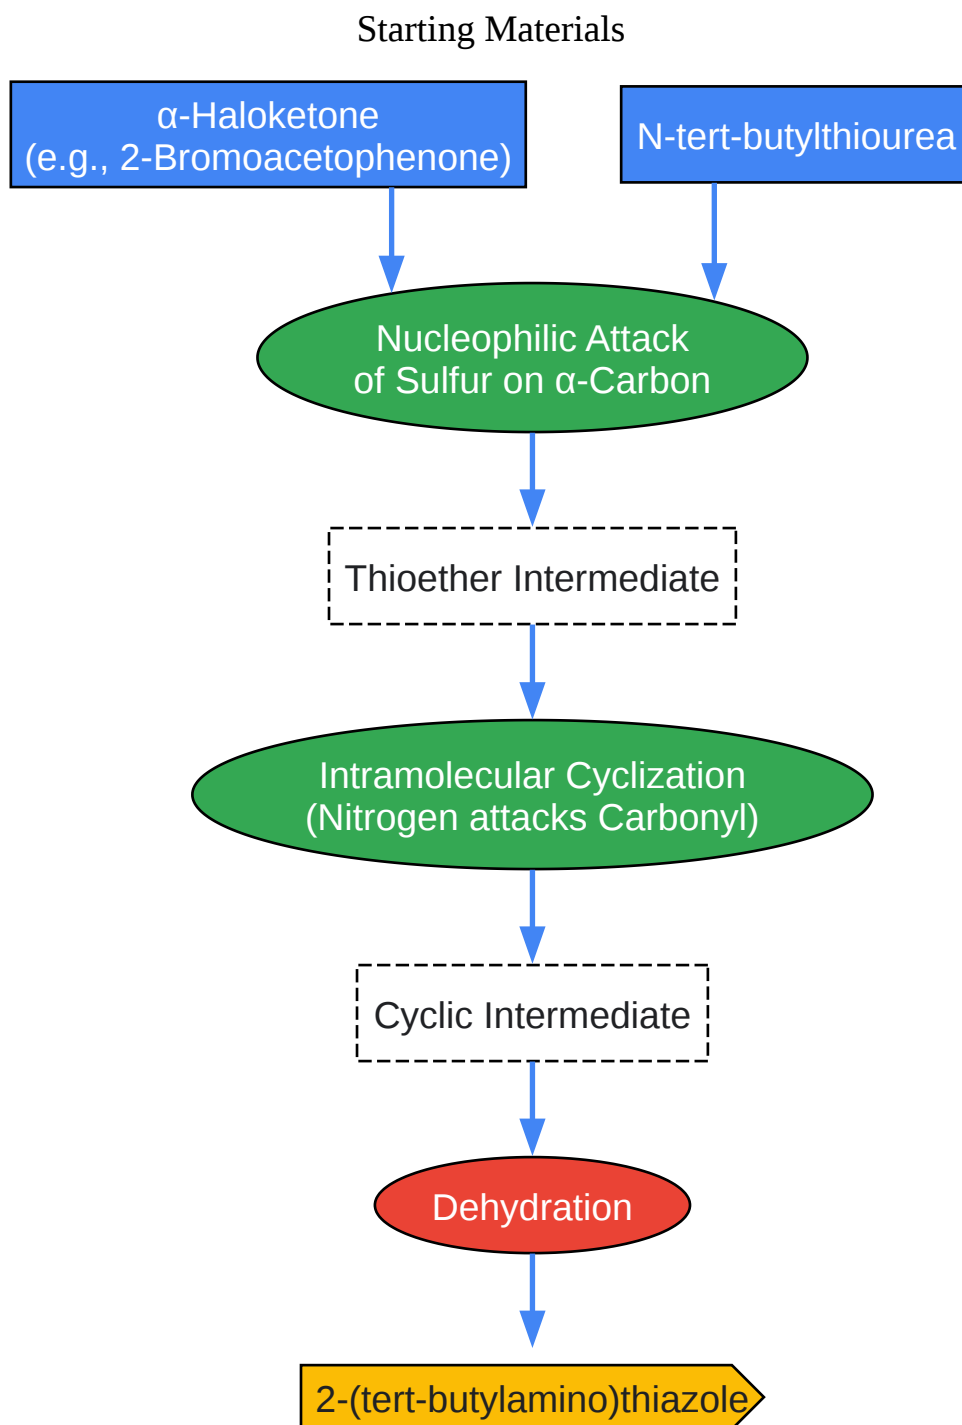 Starting Materials
α-Haloketone
(e.g., 2-Bromoacetophenone)
N-tert-butylthiourea
Nucleophilic Attack
of Sulfur on α-Carbon
Thioether Intermediate
Intramolecular Cyclization
(Nitrogen attacks Carbonyl)
Cyclic Intermediate
Dehydration
2-(tert-butylamino)thiazole